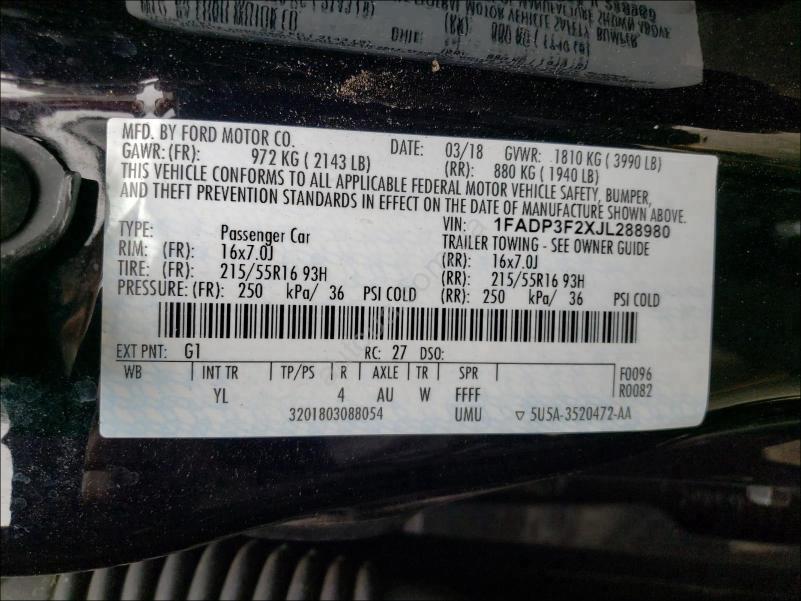 MFD. BY FORD MOTOR CO.
DATE: 03/18 GVWR: 1810 KG ( 3990 LB)
GAWR: (FR): 972 KG ( 2143 LB) (RR): 880 KG ( 1940 LB)
THIS VEHICLE CONFORMS TO ALL APPLICABLE FEDERAL MOTOR VEHICLE SAFETY, BUMPER,
AND THEFT PREVENTION STANDARDS IN EFFECT ON THE DATE OF MANUFACTURE SHOWN ABOVE.
VIN: 1FADP3F2XJL288980
TYPE: Passenger Car TRAILER TOWING - SEE OWNER GUIDE
RIM: (FR): 16x7.0J (RR): 16x7.0J
TIRE: (FR): 215/55R16 93H (RR): 215/55R16 93H
PRESSURE: (FR): 250 kPa/ 36 PSI COLD (RR): 250 kPa/ 36 PSI COLD
EXT PNT: G1 RC: 27 DSO:
WB INT TR TP/PS R AXLE TR SPR F0096
R0082
YL 4 AU W FFFF
3201803088054 UMU ▽ 5U5A-3520472-AA